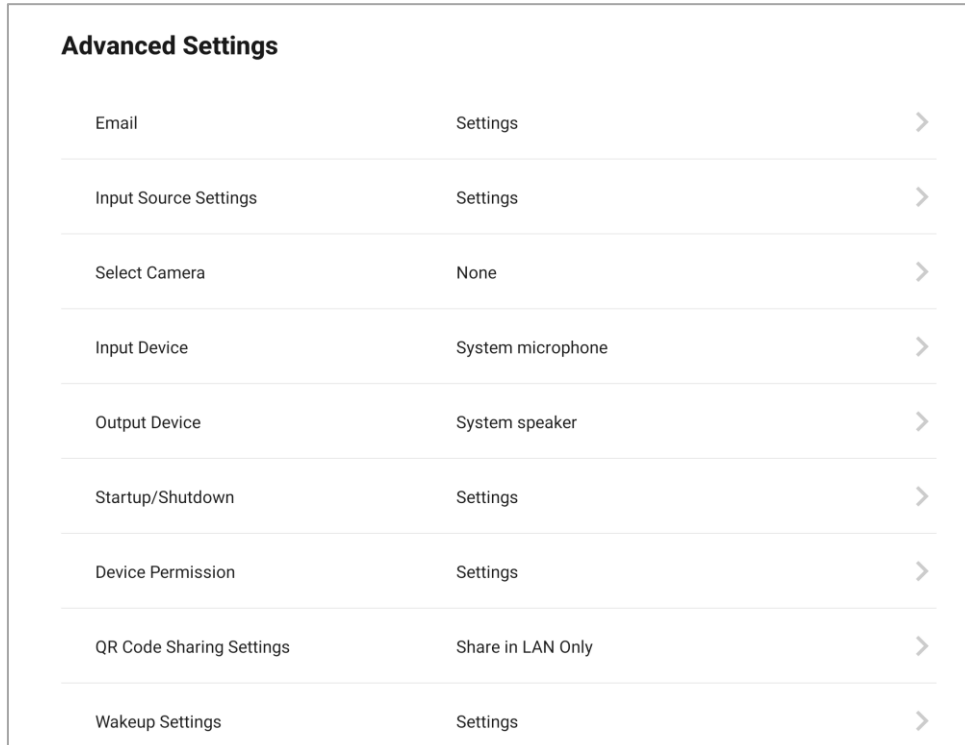 Advanced Settings
Email Settings
Input Source Settings Settings
Select Camera None
Input Device System microphone
Output Device System speaker
Startup/Shutdown Settings
Device Permission Settings
QR Code Sharing Settings Share in LAN Only
Wakeup Settings Settings